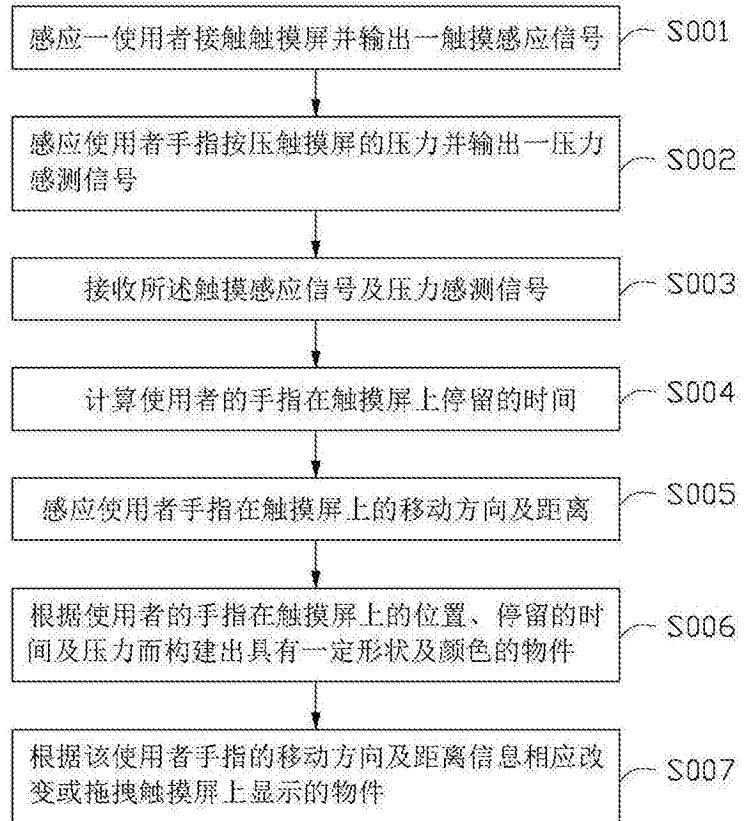 感应一使用者接触触摸屏并输出一触摸感应信号
S001
感应使用者手指按压触摸屏的压力并输出一压力
感测信号
S002
接收所述触摸感应信号及压力感测信号
S003
计算使用者的手指在触摸屏上停留的时间
S004
感应使用者手指在触摸屏上的移动方向及距离
S005
根据使用者的手指在触摸屏上的位置、停留的时
间及压力而构建出具有一定形状及颜色的物件
S006
根据该使用者手指的移动方向及距离信息相应改
变或拖拽触摸屏上显示的物件
S007